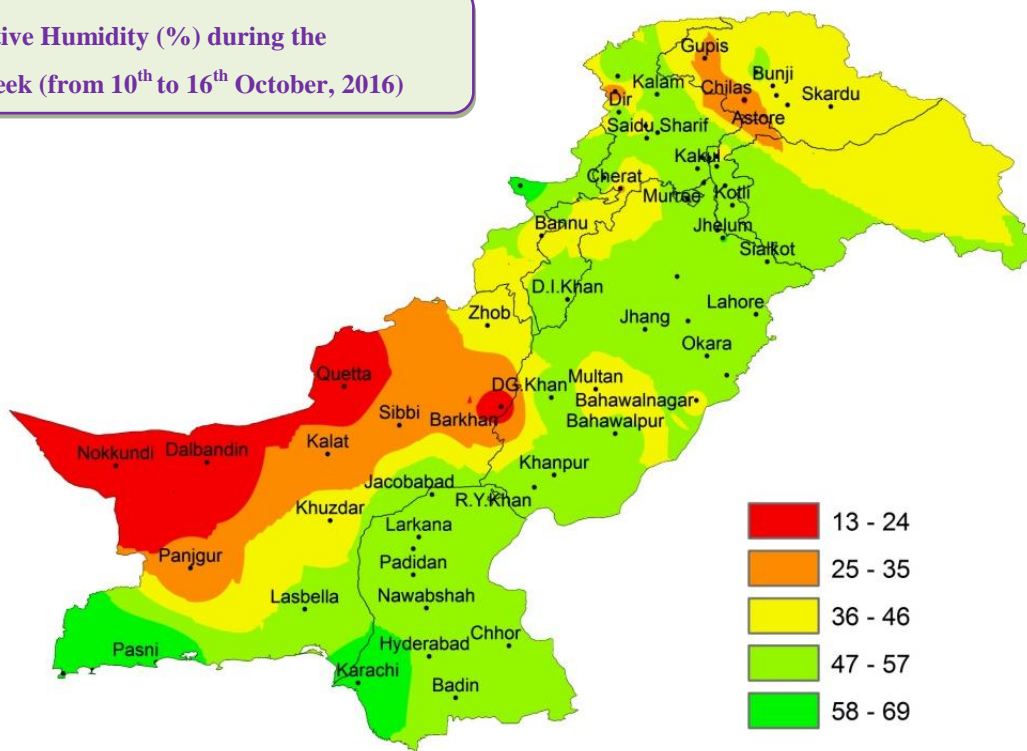 tive Humidity (%) during the
eek (from 10th to 16th October, 2016)
Gupis
Bunji
Kalam
Chilas
Skardu
Dir
Astore
Saidu Sharif
Kakul
Cherat
Murree
Kotli
Bannu
Jhelum
Sialkot
D.I.Khan
Zhob
Lahore
Jhang
Okara
Quetta
DG.Khan
Multan
Bahawalnagar
Sibbi
Barkhan
Bahawalpur
Kalat
Nokkundi
Dalbandin
Khanpur
Jacobabad
R.Y.Khan
Khuzdar
13 - 24
Larkana
Panjgur
Padidan
25 - 35
Lasbella
Nawabshah
36 - 46
Pasni
Hyderabad
Chhor
47 - 57
Karachi
Badin
58 - 69